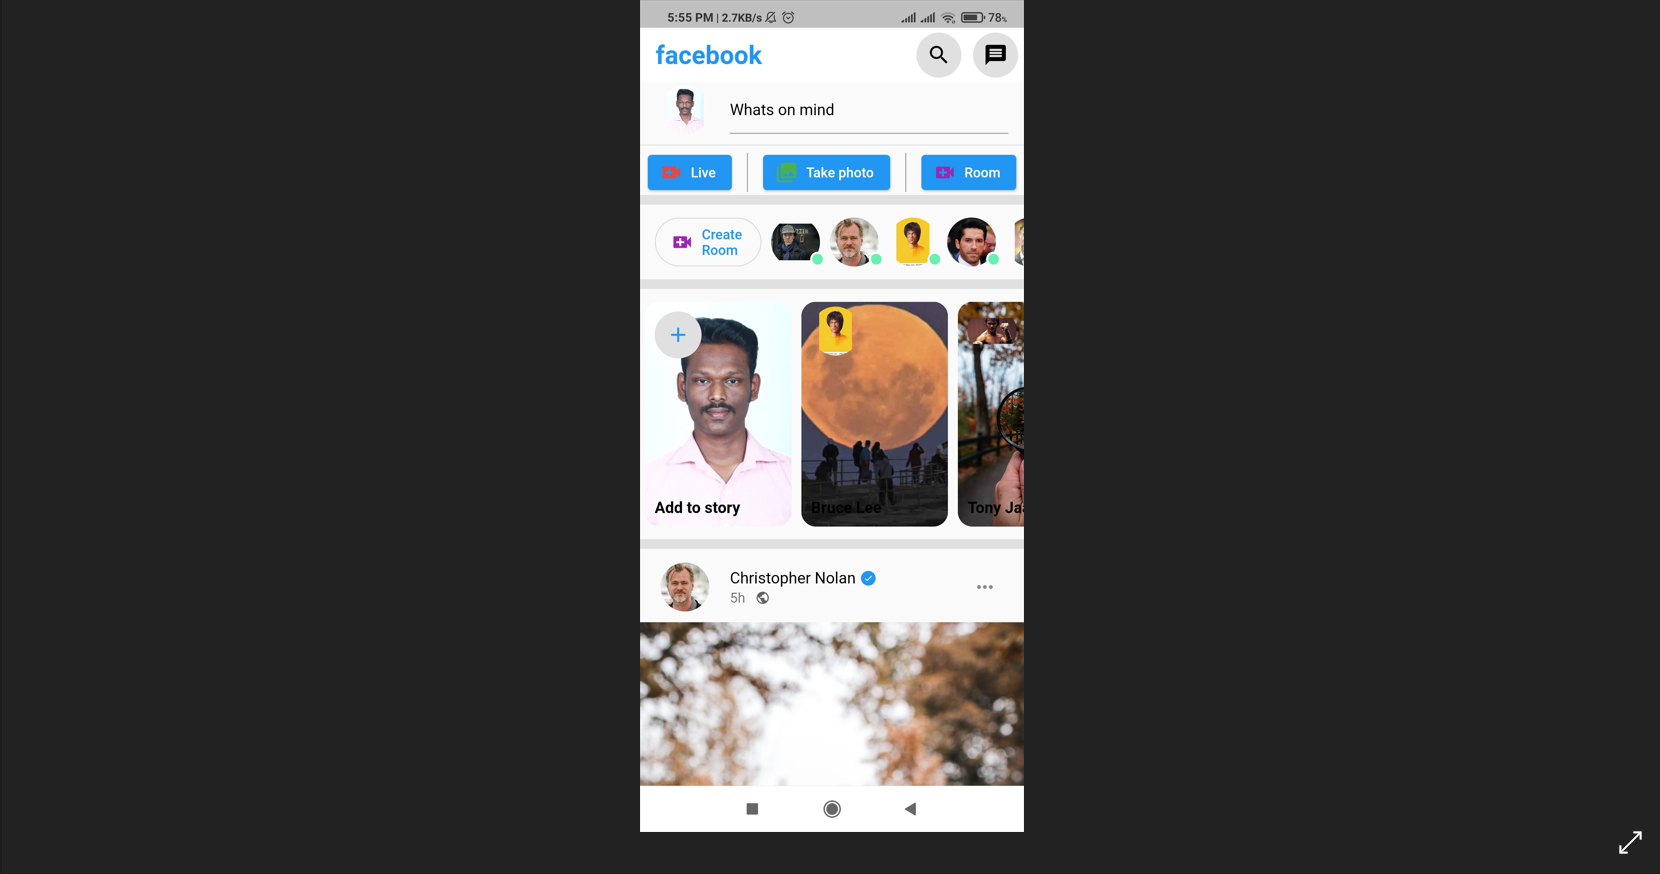 5:55 PM | 2.7KB/s 78%
facebook
Whats on mind
Live Take photo Room
Create
Room
Add to story Bruce Lee Tony Jaa
Christopher Nolan
5h